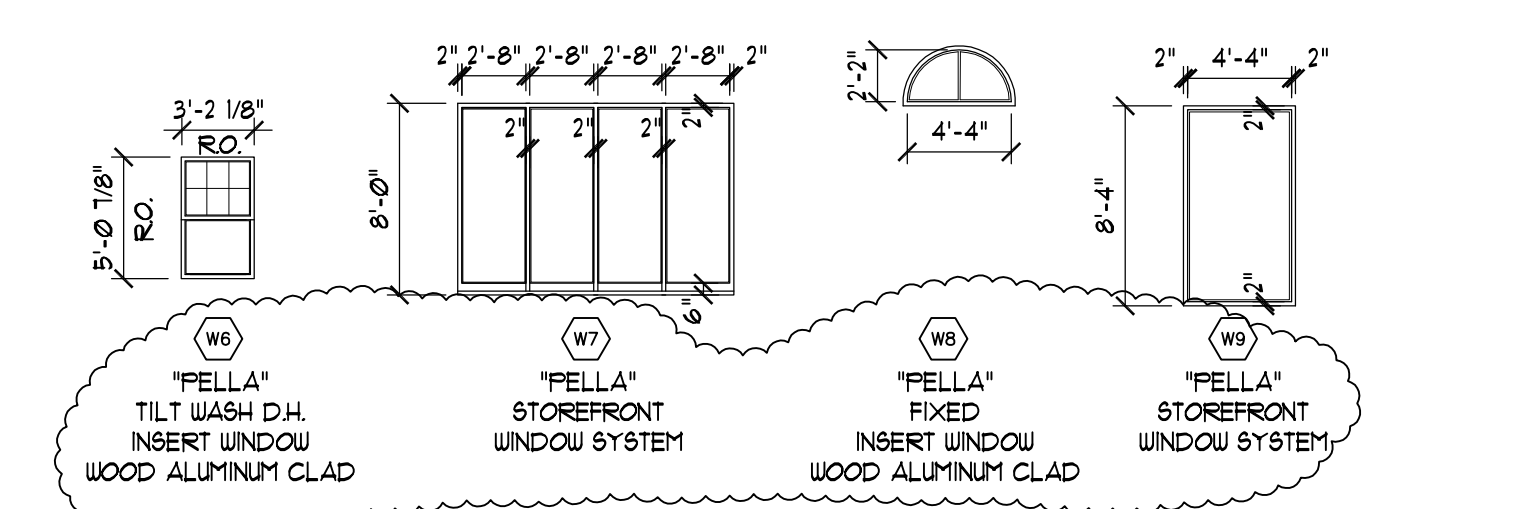 2" 2'-8" 2'-8" 2'-8" 2'-8" 2"
2'-2"
2" 4'-4" 2"
3'-2 1/8"
R.O.
2" 2" 2" 2"
4'-4"
2"
5'-0 7/8"
R.O.
8'-0"
8'-4"
6"
2"
W6
"PELLA"
TILT WASH D.H.
INSERT WINDOW
WOOD ALUMINUM CLAD
W7
"PELLA"
STOREFRONT
WINDOW SYSTEM
W8
"PELLA"
FIXED
INSERT WINDOW
WOOD ALUMINUM CLAD
W9
"PELLA"
STOREFRONT
WINDOW SYSTEM